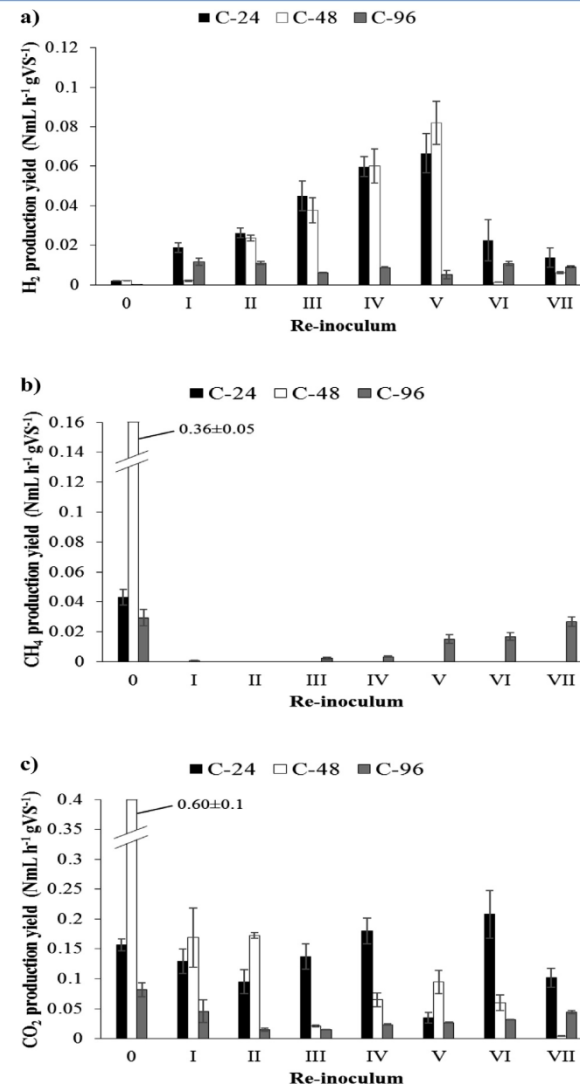 a)
■ C-24 □ C-48 ■ C-96
H₂ production yield (NmL h⁻¹ gVS⁻¹)
0.12
0.1
0.08
0.06
0.04
0.02
0
0 I II III IV V VI VII
Re-inoculum
b)
■ C-24 □ C-48 ■ C-96
CH₄ production yield (NmL h⁻¹ gVS⁻¹)
0.16
0.36±0.05
0.14
0.12
0.1
0.08
0.06
0.04
0.02
0
0 I II III IV V VI VII
Re-inoculum
c)
■ C-24 □ C-48 ■ C-96
CO₂ production yield (NmL h⁻¹ gVS⁻¹)
0.4
0.60±0.1
0.35
0.3
0.25
0.2
0.15
0.1
0.05
0
0 I II III IV V VI VII
Re-inoculum